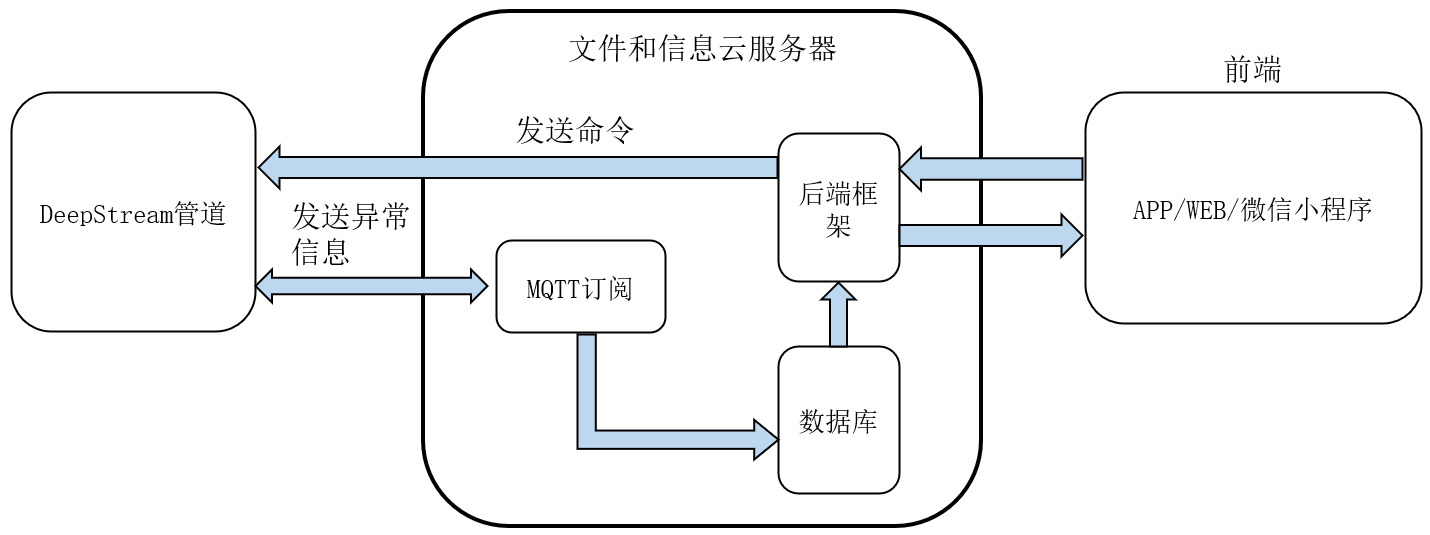 文件和信息云服务器
前端
发送命令
后端框
架
DeepStream管道
发送异常
信息
APP/WEB/微信小程序
MQTT订阅
数据库